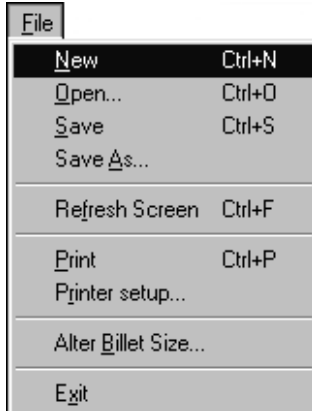 File
New Ctrl+N
Open... Ctrl+O
Save Ctrl+S
Save As...
Refresh Screen Ctrl+F
Print Ctrl+P
Printer setup...
Alter Billet Size...
Exit